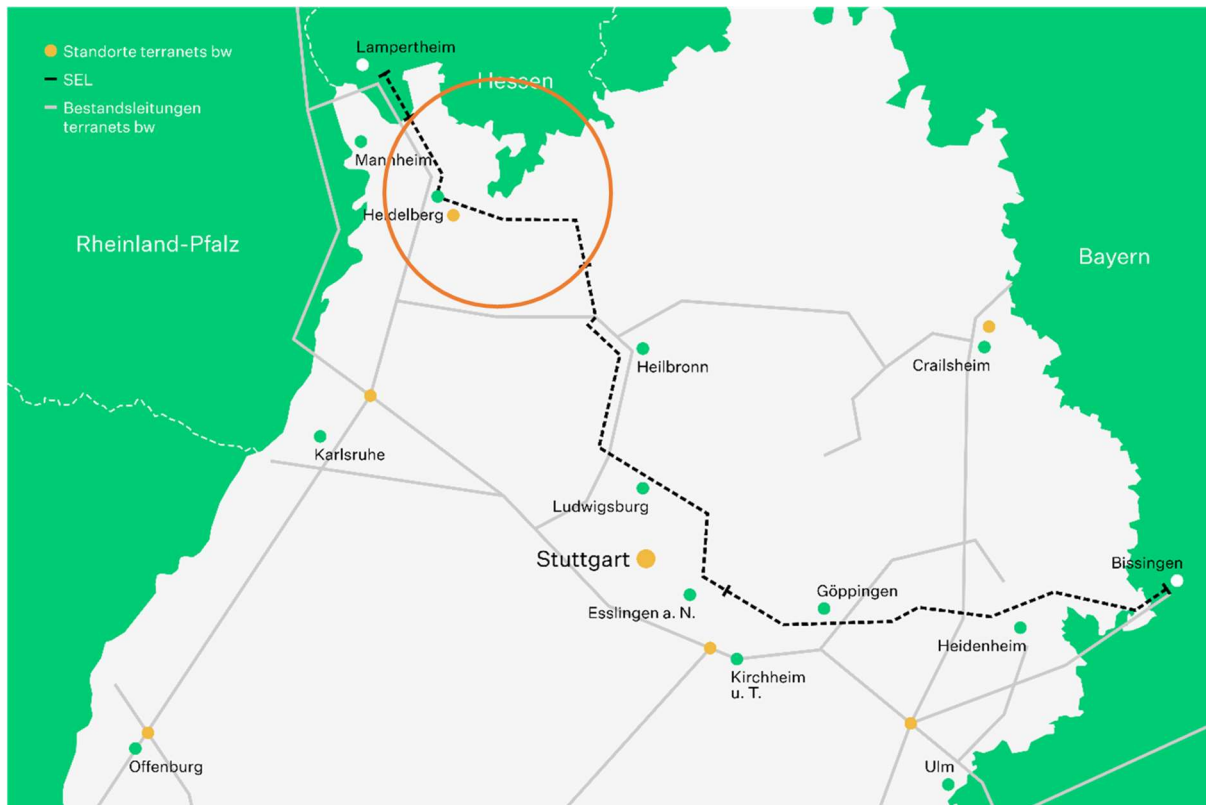 Standorte terranets bw
SEL
Bestandsleitungen
terranets bw
Lampertheim
Hessen
Mannheim
Heidelberg
Rheinland-Pfalz
Bayern
Heilbronn
Crailsheim
Karlsruhe
Ludwigsburg
Stuttgart
Bissingen
Esslingen a. N.
Göppingen
Heidenheim
Kirchheim
u. T.
Offenburg
Ulm